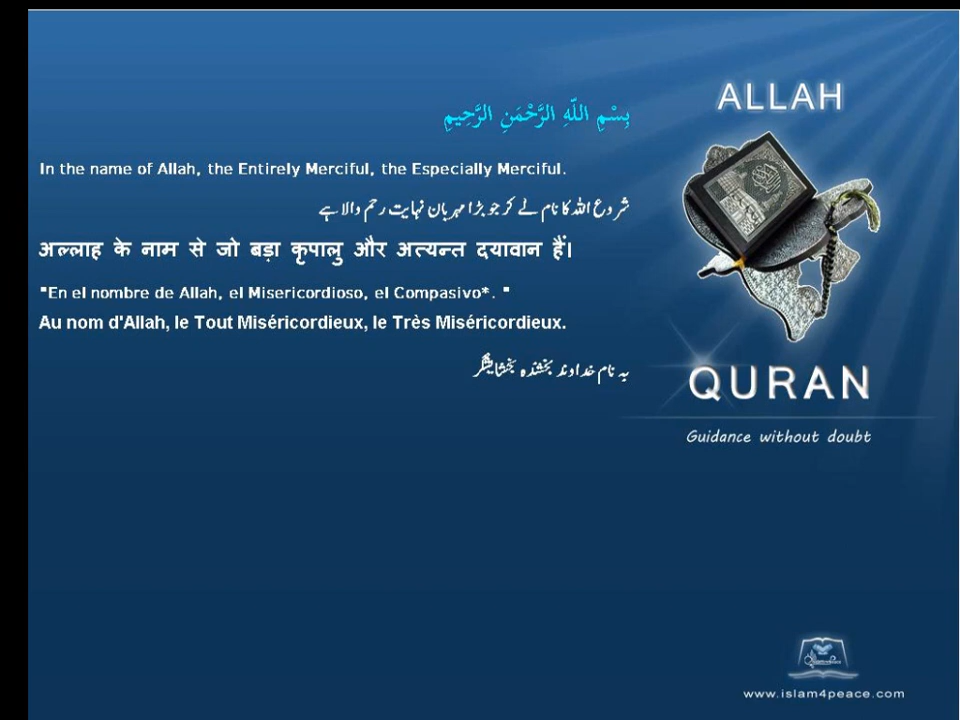 بِسْمِ اللّهِ الرَّحْمَنِ الرَّحِيمِ
In the name of Allah, the Entirely Merciful, the Especially Merciful.
شروع اللہ کا نام لے کر جو بڑا مہربان نہایت رحم والا ہے
अल्लाह के नाम से जो बड़ा कृपालु और अत्यन्त दयावान हैं।
"En el nombre de Allah, el Misericordioso, el Compasivo*. "
Au nom d'Allah, le Tout Miséricordieux, le Très Miséricordieux.
به نام خداوند بخشنده بخشایشگر
ALLAH
QURAN
Guidance without doubt
www.islam4peace.com